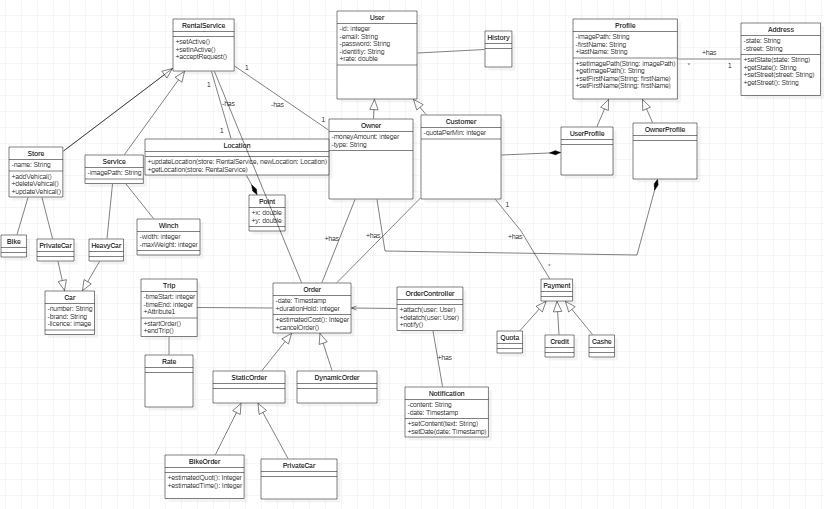 RentalService
+setActive()
+setInActive()
+acceptRequest()
User
-id: integer
-email: String
-password: String
-identity: String
+rate: double
History
Profile
-imagePath: String
-firstName: String
+lastName: String
+setImagePath(String: imagePath)
+getImagePath(): String
+setFirstName(String: firstName)
+setFirstName(String: firstName)
+has
*
1
Address
-state: String
-street: String
+setState(state: String)
+getState(): String
+setStreet(street: String)
+getStreet(): String
1
1
-has
-has
1
1
Store
-name: String
+addVehical()
+deleteVehical()
+updateVehical()
Service
-imagePath: String
Location
+updateLocation(store: RentalService, newLocation: Location)
+getLocation(store: RentalService)
Owner
-moneyAmount: integer
-type: String
Customer
-quotaPerMin: integer
UserProfile
OwnerProfile
Point
+x: double
+y: double
Winch
-width: integer
-maxWeight: integer
1
+has
*
+has
+has
Bike
PrivateCar
HeavyCar
Car
-number: String
-brand: String
-licence: image
Trip
-timeStart: integer
-timeEnd: integer
+Attribute1
+startOrder()
+endTrip()
Order
-date: Timestamp
+durationHold: integer
+estimatedCost(): Integer
+cancelOrder()
OrderController
+attach(user: User)
+detatch(user: User)
+notify()
Payment
Quota
Credit
Cashe
Rate
StaticOrder
DynamicOrder
+has
Notification
-content: String
-date: Timestamp
+setContent(text: String)
+setDate(date: Timestamp)
BikeOrder
+estimatedQuot(): Integer
+estimatedTime(): Integer
PrivateCar